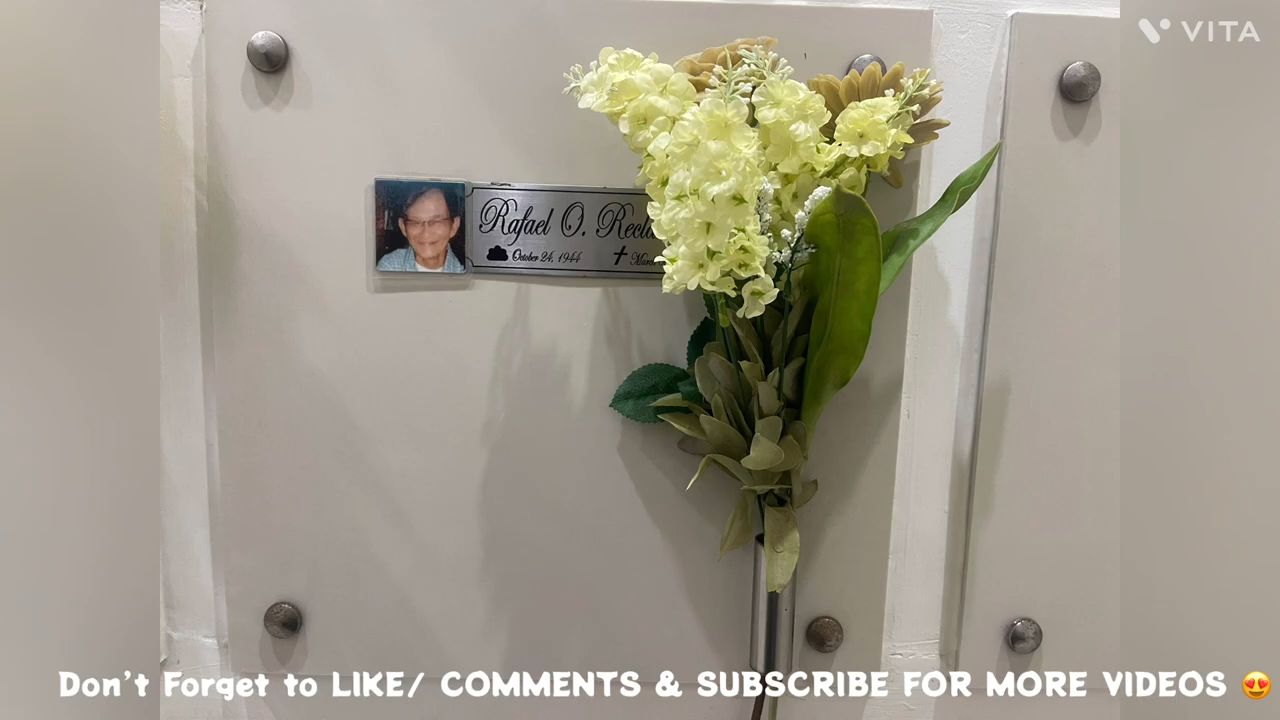 VITA
Rafael O.
October 24, 1944
Don't Forget to LIKE/ COMMENTS & SUBSCRIBE FOR MORE VIDEOS 😍